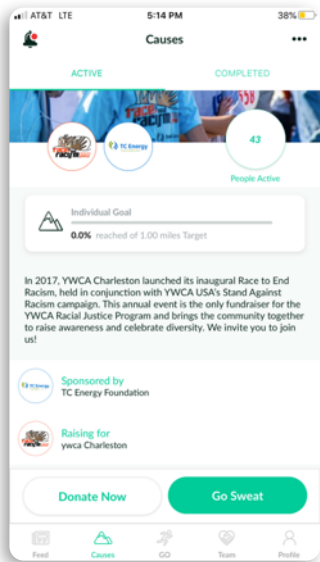 AT&T LTE 5:14 PM 38%
Causes
ACTIVE COMPLETED
race
racism
558
race
racism
TC Energy
43
People Active
Individual Goal
0.0% reached of 1.00 miles Target
In 2017, YWCA Charleston launched its inaugural Race to End
Racism, held in conjunction with YWCA USA's Stand Against
Racism campaign. This annual event is the only fundraiser for the
YWCA Racial Justice Program and brings the community together
to raise awareness and celebrate diversity. We invite you to join
us!
TC Energy
Sponsored by
TC Energy Foundation
Raising for
ywca Charleston
Donate Now Go Sweat
Feed Causes GO Team Profile